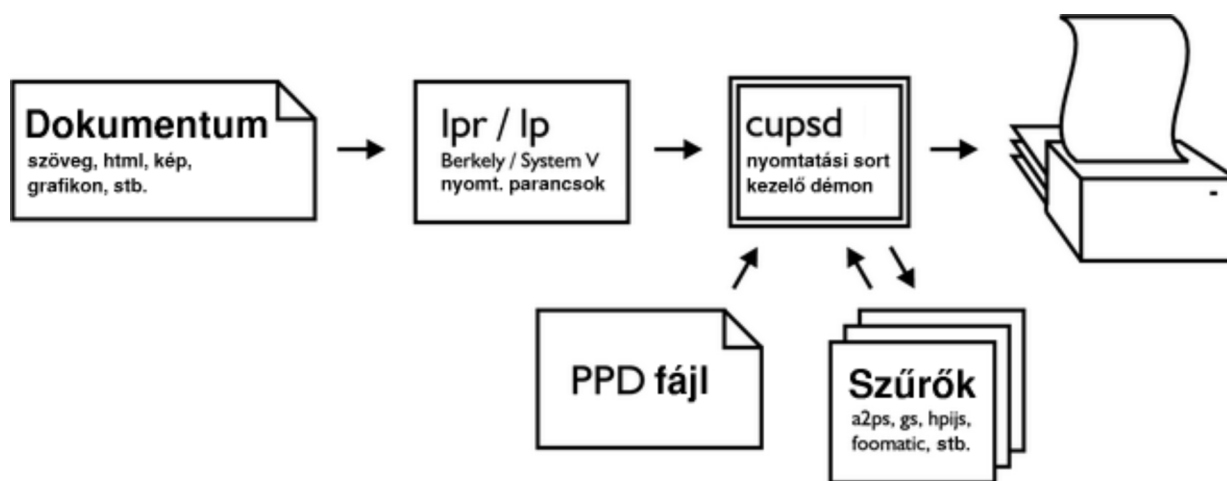 Dokumentum
szöveg, html, kép,
grafikon, stb.
lpr / lp
Berkely / System V
nyomt. parancsok
cupsd
nyomtatási sort
kezelő démon
PPD fájl
Szűrők
a2ps, gs, hpijs,
foomatic, stb.